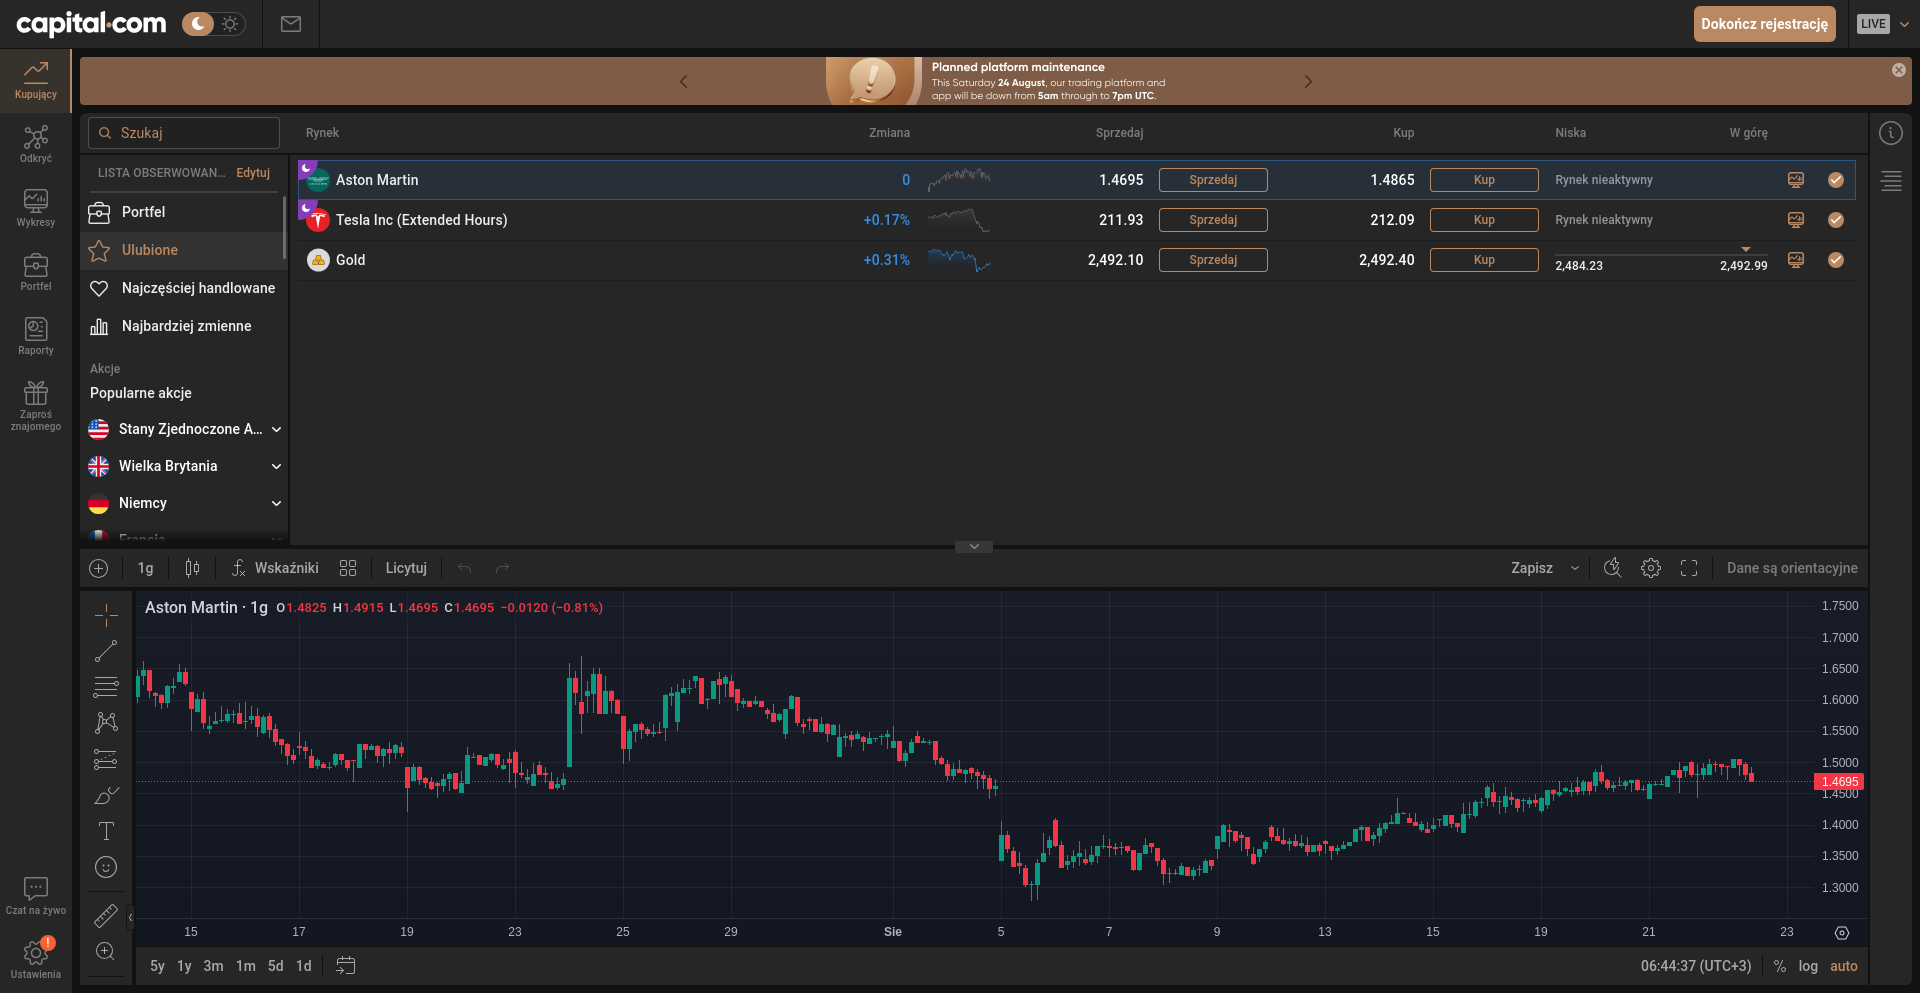 capital.com
Dokończ rejestrację
LIVE
Kupujący
Planned platform maintenance
This Saturday 24 August, our trading platform and
app will be down from 5am through to 7pm UTC.
Odkryć
Wykresy
Portfel
Raporty
Zaproś
znajomego
Czat na żywo
Ustawienia
Szukaj
LISTA OBSERWOWAN... Edytuj
Portfel
Ulubione
Najczęściej handlowane
Najbardziej zmienne
Akcje
Popularne akcje
Stany Zjednoczone A...
Wielka Brytania
Niemcy
Francja
Rynek Zmiana Sprzedaj Kup Niska W górę
Aston Martin 0 1.4695 Sprzedaj 1.4865 Kup Rynek nieaktywny
Tesla Inc (Extended Hours) +0.17% 211.93 Sprzedaj 212.09 Kup Rynek nieaktywny
Gold +0.31% 2,492.10 Sprzedaj 2,492.40 Kup 2,484.23 2,492.99
1g Wskaźniki Licytuj Zapisz Dane są orientacyjne
Aston Martin · 1g O1.4825 H1.4915 L1.4695 C1.4695 −0.0120 (−0.81%)
1.7500
1.7000
1.6500
1.6000
1.5500
1.5000
1.4695
1.4500
1.4000
1.3500
1.3000
15 17 19 23 25 29 Sie 5 7 9 13 15 19 21 23
5y 1y 3m 1m 5d 1d 06:44:37 (UTC+3) % log auto